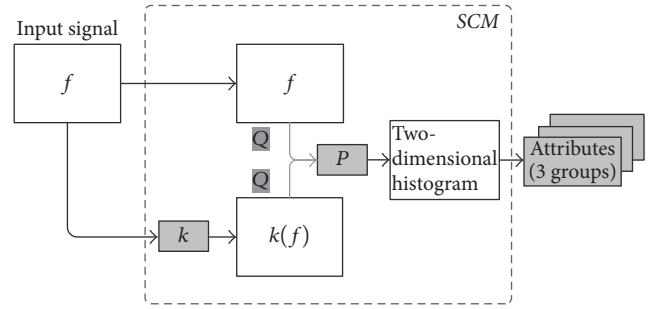 SCM
Input signal
f
f
Q
Q
P
Two-
dimensional
histogram
Attributes
(3 groups)
k
k(f)